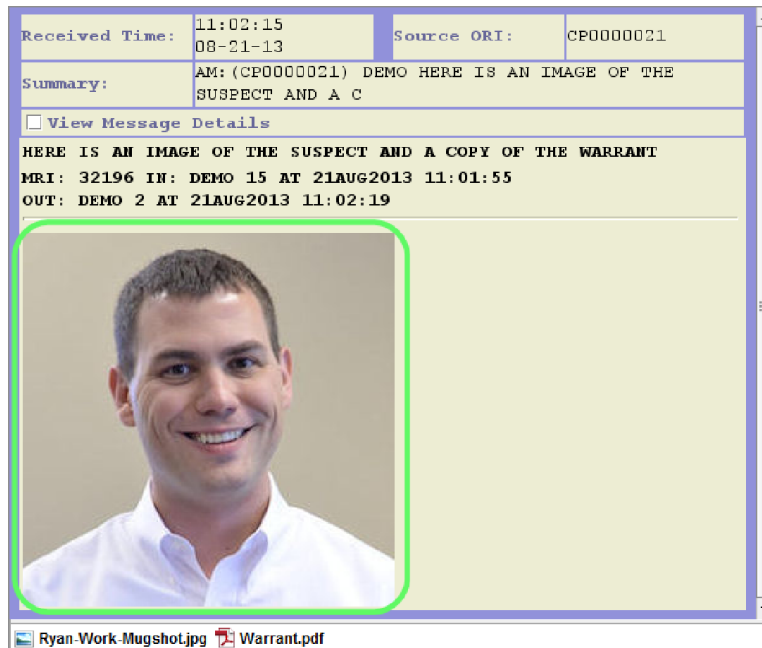 Received Time:
11:02:15
08-21-13
Source ORI:
CP0000021
Summary:
AM:(CP0000021) DEMO HERE IS AN IMAGE OF THE
SUSPECT AND A C
View Message Details
HERE IS AN IMAGE OF THE SUSPECT AND A COPY OF THE WARRANT
MRI: 32196 IN: DEMO 15 AT 21AUG2013 11:01:55
OUT: DEMO 2 AT 21AUG2013 11:02:19
Ryan-Work-Mugshot.jpg Warrant.pdf